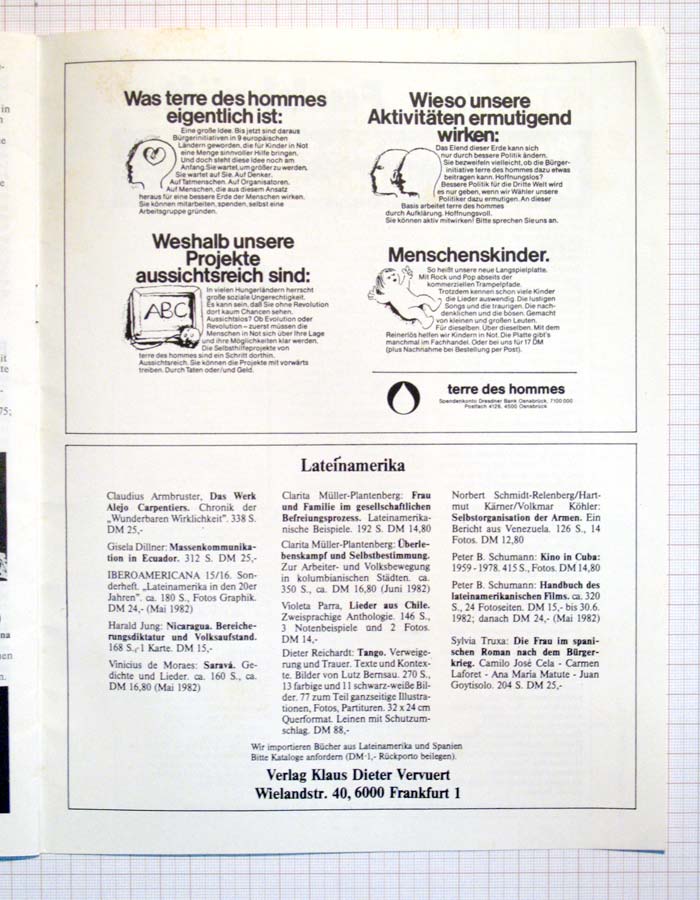 Was terre des hommes
eigentlich ist:
Eine große Idee. Bis jetzt sind daraus
Bürgerinitiativen in 9 europäischen
Ländern geworden, die für Kinder in Not
eine Menge sinnvoller Hilfe bringen.
Und doch steht diese Idee noch am
Anfang. Sie wartet, um größer zu werden.
Sie wartet auf Sie. Auf Denker.
Auf Tatmenschen. Auf Organisatoren.
Auf Menschen, die aus diesem Ansatz
heraus für eine bessere Erde der Menschen wirken.
Sie können mitarbeiten, spenden, selbst eine
Arbeitsgruppe gründen.
Wieso unsere
Aktivitäten ermutigend
wirken:
Das Elend dieser Erde kann sich
nur durch bessere Politik ändern.
Sie bezweifeln vielleicht, ob die Bürger-
initiative terre des hommes dazu etwas
beitragen kann. Hoffnungslos?
Bessere Politik für die Dritte Welt wird
es nur geben, wenn wir Wähler unsere
Politiker dazu ermutigen. An dieser
Basis arbeitet terre des hommes
durch Aufklärung. Hoffnungsvoll.
Sie können aktiv mitwirken! Bitte sprechen Sie uns an.
Weshalb unsere
Projekte
aussichtsreich sind:
ABC
In vielen Hungerländern herrscht
große soziale Ungerechtigkeit.
Es kann sein, daß Sie ohne Revolution
dort kaum Chancen sehen.
Aussichtslos? Ob Evolution oder
Revolution – zuerst müssen die
Menschen in Not sich über ihre Lage
und ihre Möglichkeiten klar werden.
Die Selbsthilfeprojekte von
terre des hommes sind ein Schritt dorthin.
Aussichtsreich. Sie können die Projekte mit vorwärts
treiben. Durch Taten oder/und Geld.
Menschenskinder.
So heißt unsere neue Langspielplatte.
Mit Rock und Pop abseits der
kommerziellen Trampelpfade.
Trotzdem kennen schon viele Kinder
die Lieder auswendig. Die lustigen
Songs und die traurigen. Die nach-
denklichen und die bösen. Gemacht
von kleinen und großen Leuten.
Für dieselben. Über dieselben. Mit dem
Reinerlös helfen wir Kindern in Not. Die Platte gibt's
manchmal im Fachhandel. Oder bei uns für 17 DM
(plus Nachnahme bei Bestellung per Post).
terre des hommes
Spendenkonto Dresdner Bank Osnabrück, 7100 000
Postfach 4126, 4500 Osnabrück
Lateinamerika
Claudius Armbruster, Das Werk
Alejo Carpentiers. Chronik der
„Wunderbaren Wirklichkeit". 338 S.
DM 25,-
Gisela Dillner: Massenkommunika-
tion in Ecuador. 312 S. DM 25,-
IBEROAMERICANA 15/16. Son-
derheft. „Lateinamerika in den 20er
Jahren". ca. 180 S., Fotos Graphik.
DM 24,- (Mai 1982)
Harald Jung: Nicaragua. Bereiche-
rungsdiktatur und Volksaufstand.
168 S., 1 Karte. DM 15,-
Vinicius de Moraes: Saravá. Ge-
dichte und Lieder. ca. 160 S., ca.
DM 16,80 (Mai 1982)
Clarita Müller-Plantenberg: Frau
und Familie im gesellschaftlichen
Befreiungsprozess. Lateinamerika-
nische Beispiele. 192 S. DM 14,80
Clarita Müller-Plantenberg: Überle-
benskampf und Selbstbestimmung.
Zur Arbeiter- und Volksbewegung
in kolumbianischen Städten. ca.
350 S., ca. DM 16,80 (Juni 1982)
Violeta Parra, Lieder aus Chile.
Zweisprachige Anthologie. 146 S.,
3 Notenbeispiele und 2 Fotos.
DM 14,-
Dieter Reichardt: Tango. Verweige-
rung und Trauer. Texte und Kontex-
te. Bilder von Lutz Bernsau. 270 S.,
13 farbige und 11 schwarz-weiße Bil-
der. 77 zum Teil ganzseitige Illustra-
tionen, Fotos, Partituren. 32 x 24 cm
Querformat. Leinen mit Schutzum-
schlag. DM 88,-
Norbert Schmidt-Relenberg/Hart-
mut Kärner/Volkmar Köhler:
Selbstorganisation der Armen. Ein
Bericht aus Venezuela. 126 S., 14
Fotos. DM 12,80
Peter B. Schumann: Kino in Cuba:
1959 - 1978. 415 S., Fotos. DM 14,80
Peter B. Schumann: Handbuch des
lateinamerikanischen Films. ca. 320
S., 24 Fotoseiten. DM 15,- bis 30.6.
1982; danach DM 24,- (Mai 1982)
Sylvia Truxa: Die Frau im spani-
schen Roman nach dem Bürger-
krieg. Camilo José Cela - Carmen
Laforet - Ana María Matute - Juan
Goytisolo. 204 S. DM 25,-
Wir importieren Bücher aus Lateinamerika und Spanien
Bitte Kataloge anfordern (DM 1,- Rückporto beilegen).
Verlag Klaus Dieter Vervuert
Wielandstr. 40, 6000 Frankfurt 1